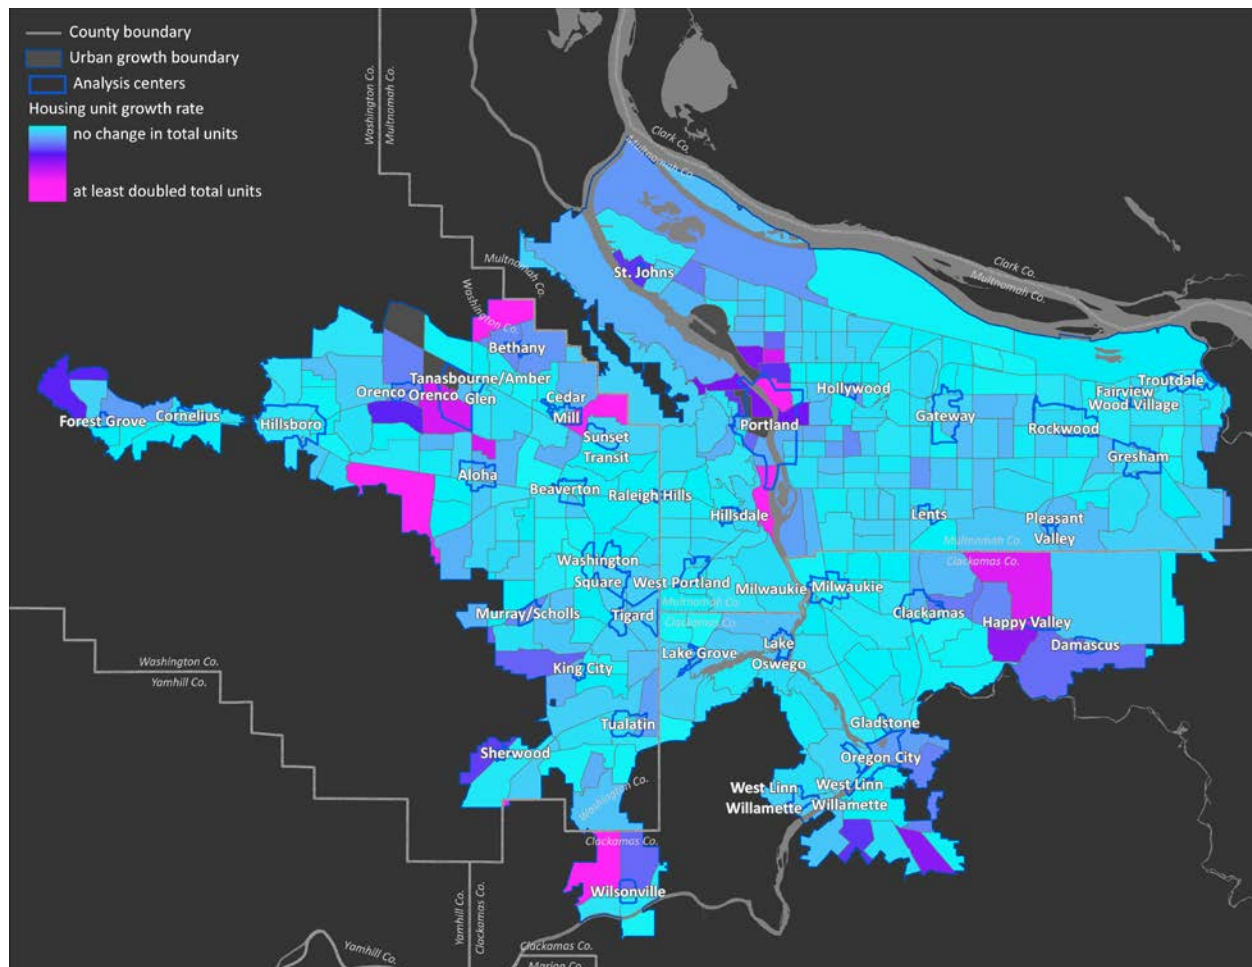 County boundary
Urban growth boundary
Analysis centers
Housing unit growth rate
no change in total units
at least doubled total units
Washington Co.
Multnomah Co.
Clark Co.
Multnomah Co.
Multnomah Co.
Washington Co.
Clark Co.
Multnomah Co.
St. Johns
Bethany
Tanasbourne/Amber
Glen
Orenco
Orenco
Cedar
Mill
Hollywood
Troutdale
Fairview
Wood Village
Forest Grove
Cornelius
Hillsboro
Sunset
Transit
Portland
Gateway
Rockwood
Gresham
Aloha
Beaverton
Raleigh Hills
Hillsdale
Lents
Pleasant
Valley
Multnomah Co.
Clackamas Co.
Washington
Square
West Portland
Milwaukie
Milwaukie
Multnomah Co.
Clackamas Co.
Murray/Scholls
Tigard
Clackamas
Happy Valley
Damascus
Lake Grove
Lake
Oswego
King City
Washington Co.
Yamhill Co.
Tualatin
Gladstone
Oregon City
Sherwood
West Linn
Willamette
West Linn
Willamette
Washington Co.
Clackamas Co.
Wilsonville
Yamhill Co.
Clackamas Co.
Yamhill Co.
Clackamas Co.
Marion Co.